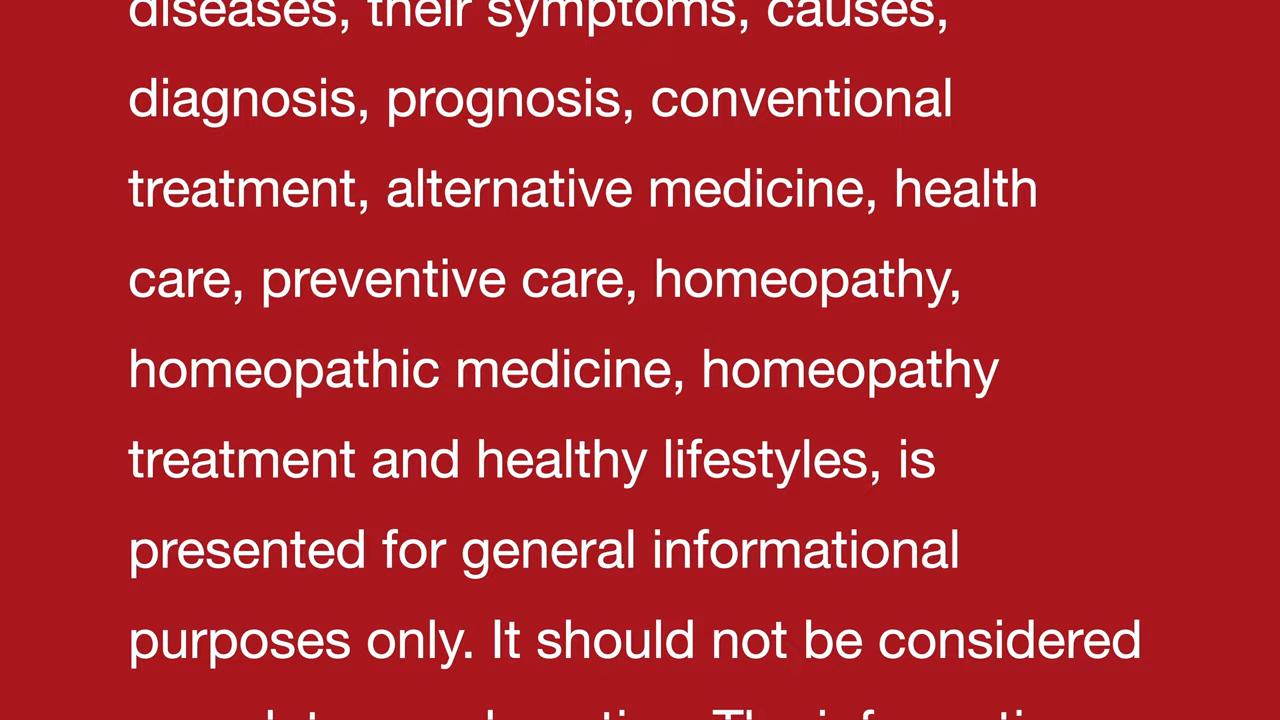 diseases, their symptoms, causes,
diagnosis, prognosis, conventional
treatment, alternative medicine, health
care, preventive care, homeopathy,
homeopathic medicine, homeopathy
treatment and healthy lifestyles, is
presented for general informational
purposes only. It should not be considered